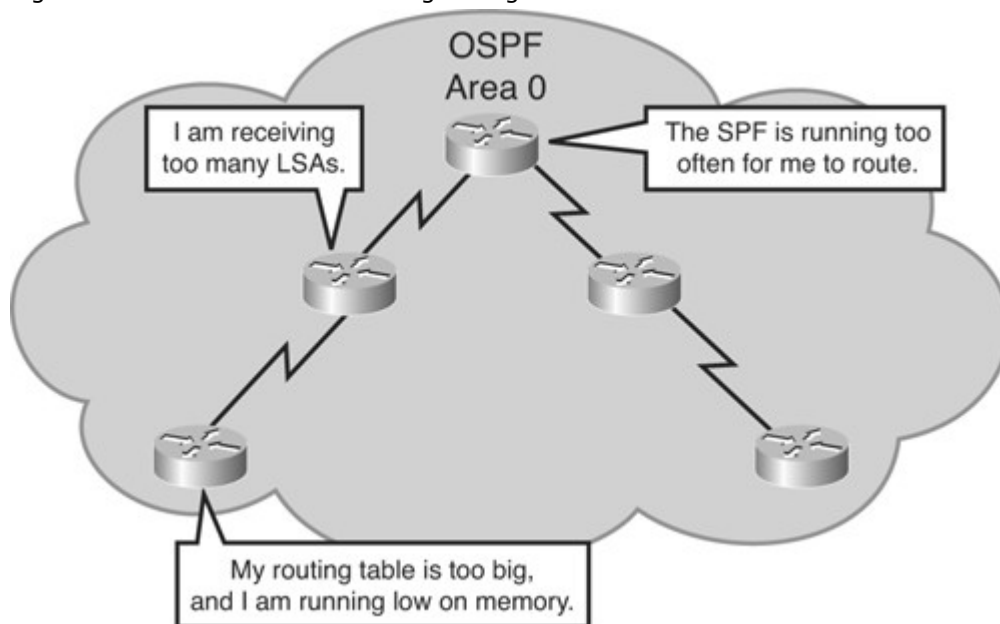 OSPF
Area 0
I am receiving
too many LSAs.
The SPF is running too
often for me to route.
My routing table is too big,
and I am running low on memory.